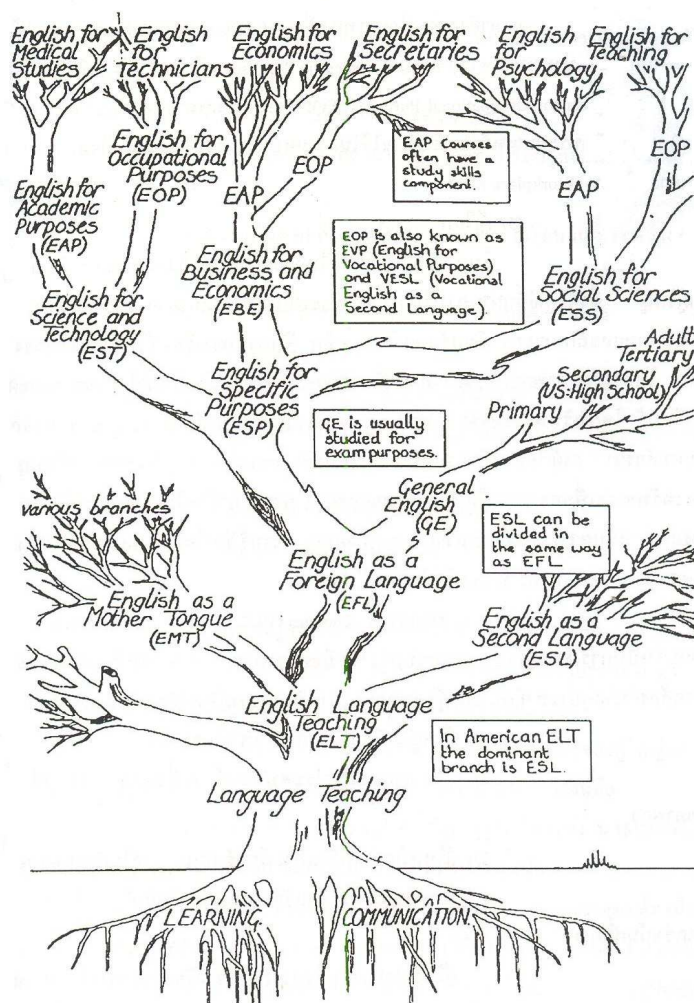 English for
Medical
Studies
English
for
Technicians
English for
Economics
English for
Secretaries
English
for
Psychology
English for
Teaching
English for
Occupational
Purposes
(EOP)
EAP
EOP
EAP Courses
often have a
study skills
component.
EAP
EOP
English for
Academic
Purposes
(EAP)
English for
Business and
Economics
(EBE)
EOP is also known as
EVP (English for
Vocational Purposes)
and VESL (Vocational
English as a
Second Language).
English for
Social Sciences
(ESS)
English for
Science and
Technology
(EST)
English for
Specific
Purposes
(ESP)
Adult
Tertiary
Secondary
(US:High School)
Primary
GE is usually
studied for
exam purposes.
General
English
(GE)
various branches
ESL can be
divided in
the same way
as EFL.
English as a
Foreign Language
(EFL)
English as a
Mother Tongue
(EMT)
English as a
Second Language
(ESL)
English Language
Teaching
(ELT)
In American ELT
the dominant
branch is ESL.
Language Teaching
LEARNING
COMMUNICATION